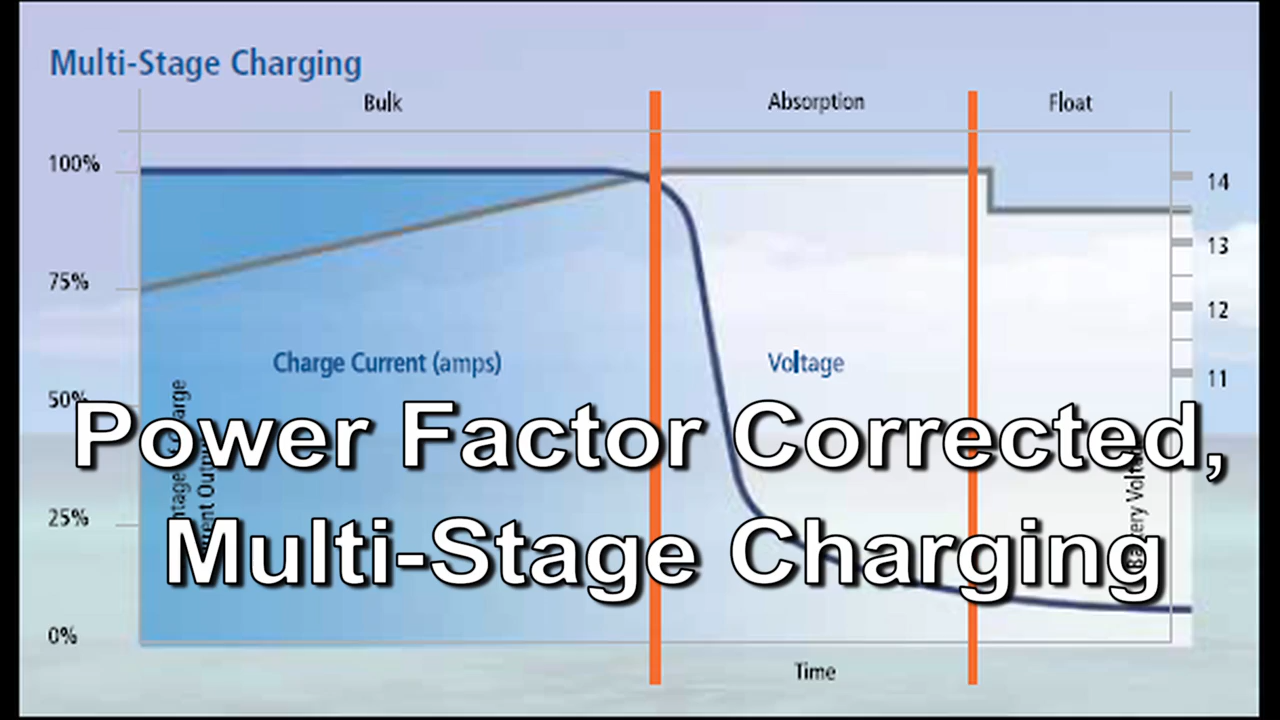 Multi-Stage Charging
Bulk
Absorption
Float
100%
75%
50%
25%
0%
14
13
12
11
Charge Current (amps)
Voltage
Power Factor Corrected,
Multi-Stage Charging
Battery
Time